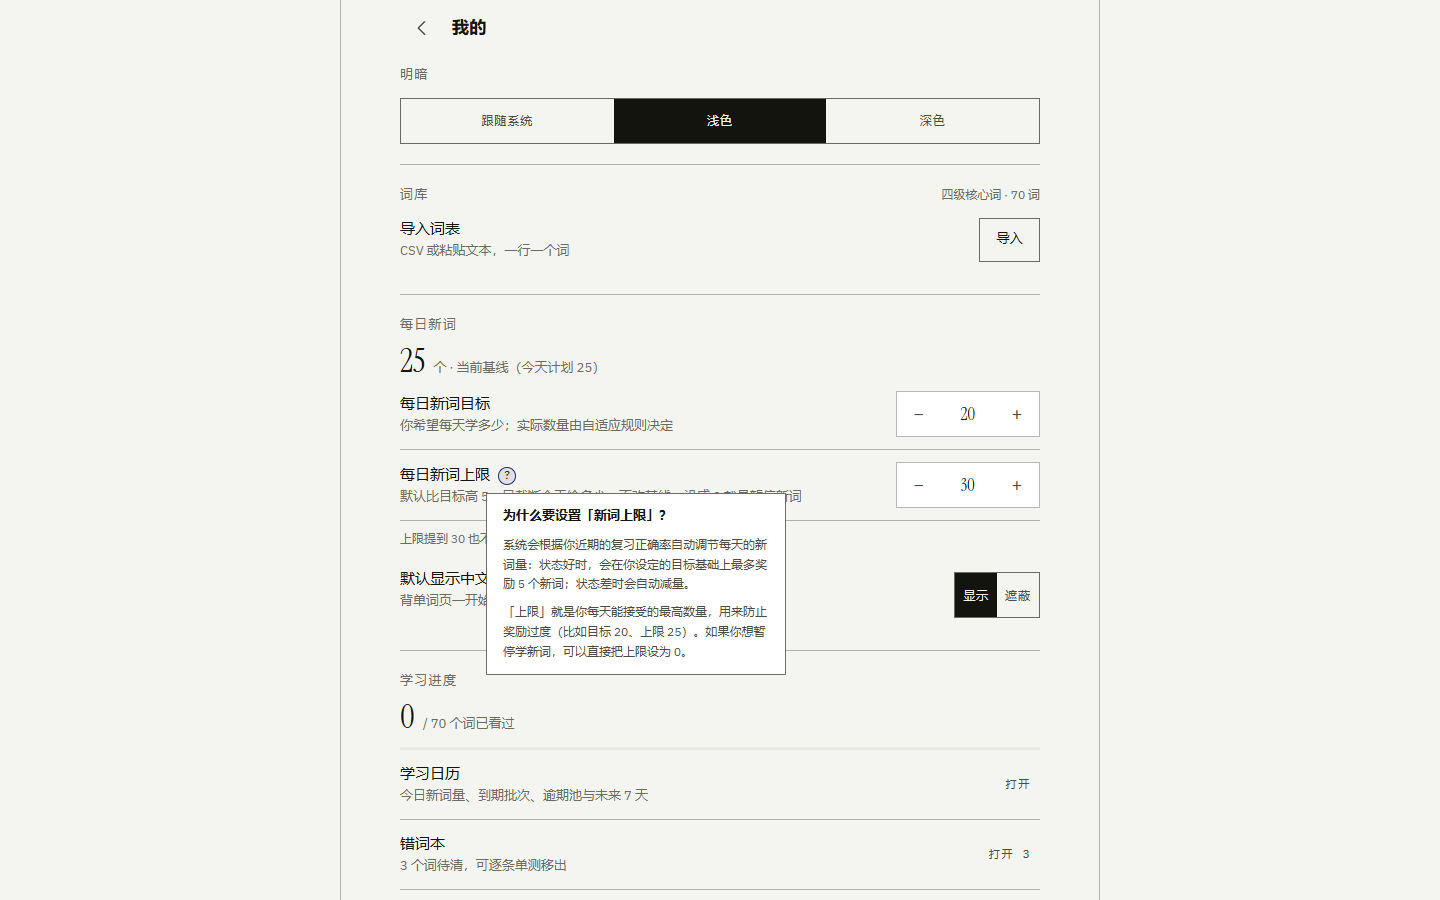 我的
明暗
跟随系统 浅色 深色
词库 四级核心词 · 70 词
导入词表
CSV 或粘贴文本，一行一个词
导入
每日新词
25 个 · 当前基线（今天计划 25）
每日新词目标
你希望每天学多少；实际数量由自适应规则决定
− 20 +
每日新词上限 ?
默认比目标高
− 30 +
为什么要设置「新词上限」？
系统会根据你近期的复习正确率自动调节每天的新
词量：状态好时，会在你设定的目标基础上最多奖
励 5 个新词；状态差时会自动减量。
「上限」就是你每天能接受的最高数量，用来防止
奖励过度（比如目标 20、上限 25）。如果你想暂
停学新词，可以直接把上限设为 0。
上限提到 30 也不
默认显示中文
背单词页一开始
显示 遮蔽
学习进度
0 / 70 个词已看过
学习日历
今日新词量、到期批次、逾期池与未来 7 天
打开
错词本
3 个词待清，可逐条单测移出
打开 3